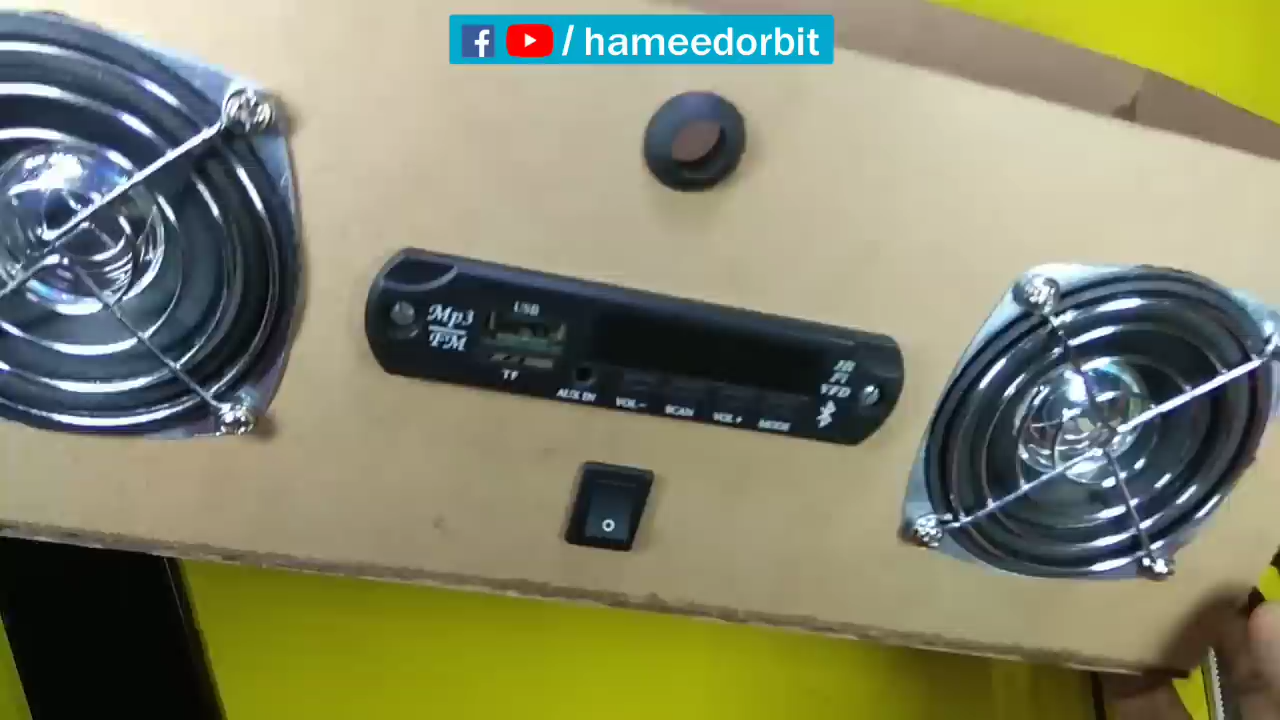 / hameedorbit
Mp3
FM
USB
TF
AUX IN
VOL-
SCAN
VOL+
MODE
O